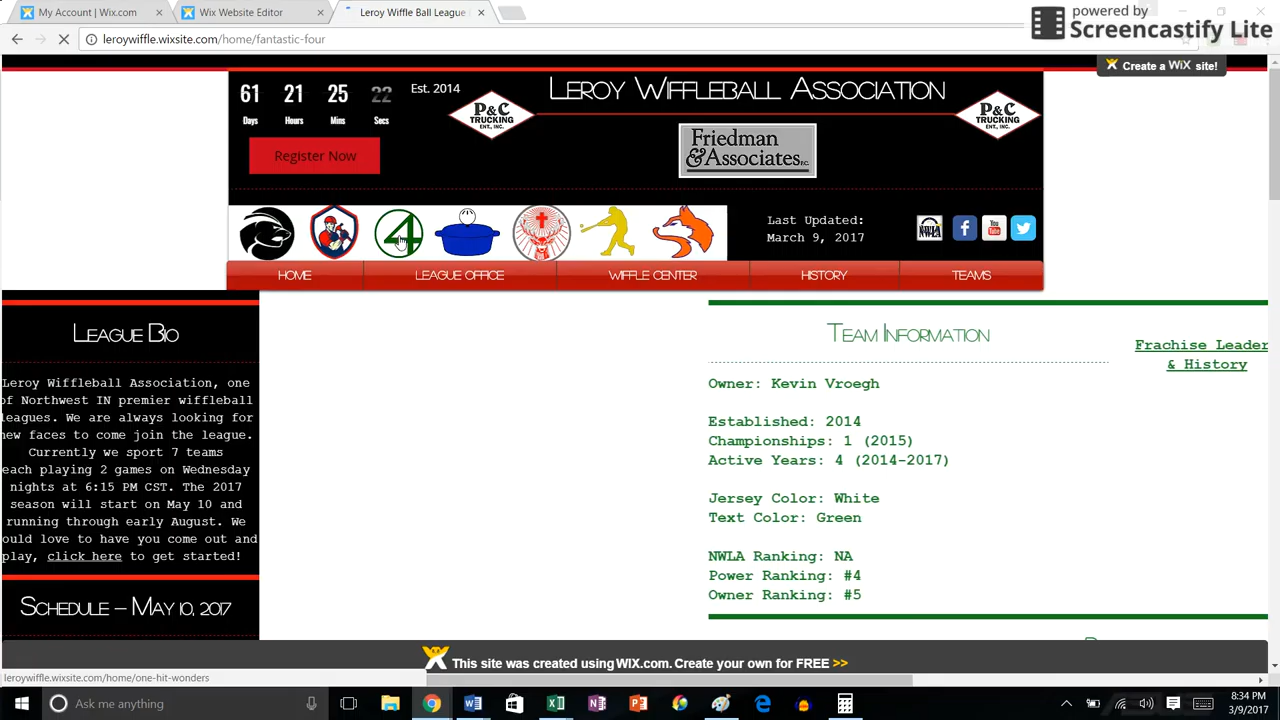 powered by
Screencastify Lite
My Account | Wix.com
Wix Website Editor
Leroy Wiffle Ball League
leroywiffle.wixsite.com/home/fantastic-four
Create a WiX site!
61 21 25 22
Days Hours Mins Secs
Est. 2014
Register Now
P&C
TRUCKING
ENT., INC.
Leroy Wiffleball Association
P&C
TRUCKING
ENT., INC.
Friedman
&Associates P.C.
4
Last Updated:
March 9, 2017
NWLA
f
You
Tube
HOME
LEAGUE OFFICE
WIFFLE CENTER
HISTORY
TEAMS
League Bio
Leroy Wiffleball Association, one
of Northwest IN premier wiffleball
leagues. We are always looking for
new faces to come join the league.
Currently we sport 7 teams
each playing 2 games on Wednesday
nights at 6:15 PM CST. The 2017
season will start on May 10 and
running through early August. We
ould love to have you come out and
play, click here to get started!
Schedule – May 10, 2017
Team Information
Owner: Kevin Vroegh
Established: 2014
Championships: 1 (2015)
Active Years: 4 (2014-2017)
Jersey Color: White
Text Color: Green
NWLA Ranking: NA
Power Ranking: #4
Owner Ranking: #5
Frachise Leader
& History
This site was created using WIX.com. Create your own for FREE >>
leroywiffle.wixsite.com/home/one-hit-wonders
Ask me anything
8:34 PM
3/9/2017